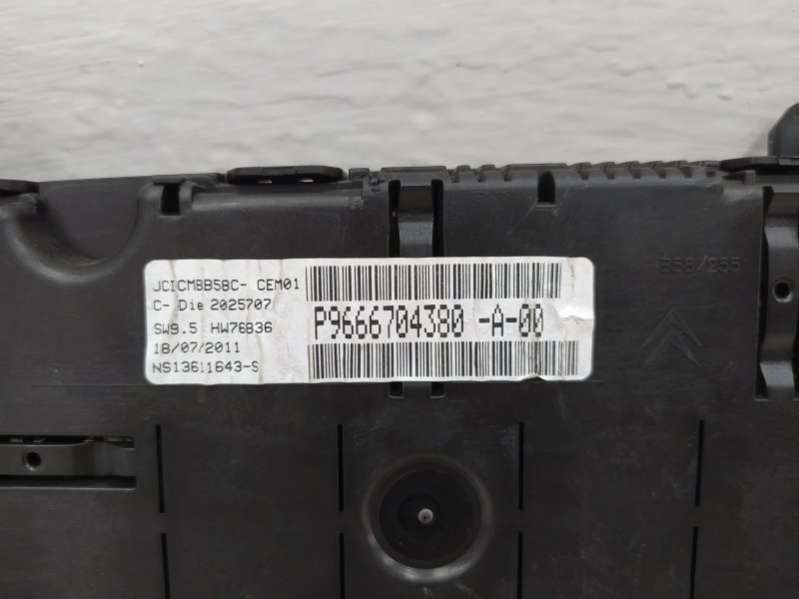 JCICMBB5BC- CEM01
C- Die 2025707
SW9.5 HW76B36
18/07/2011
NS13611643-S
P9666704380 -A-00